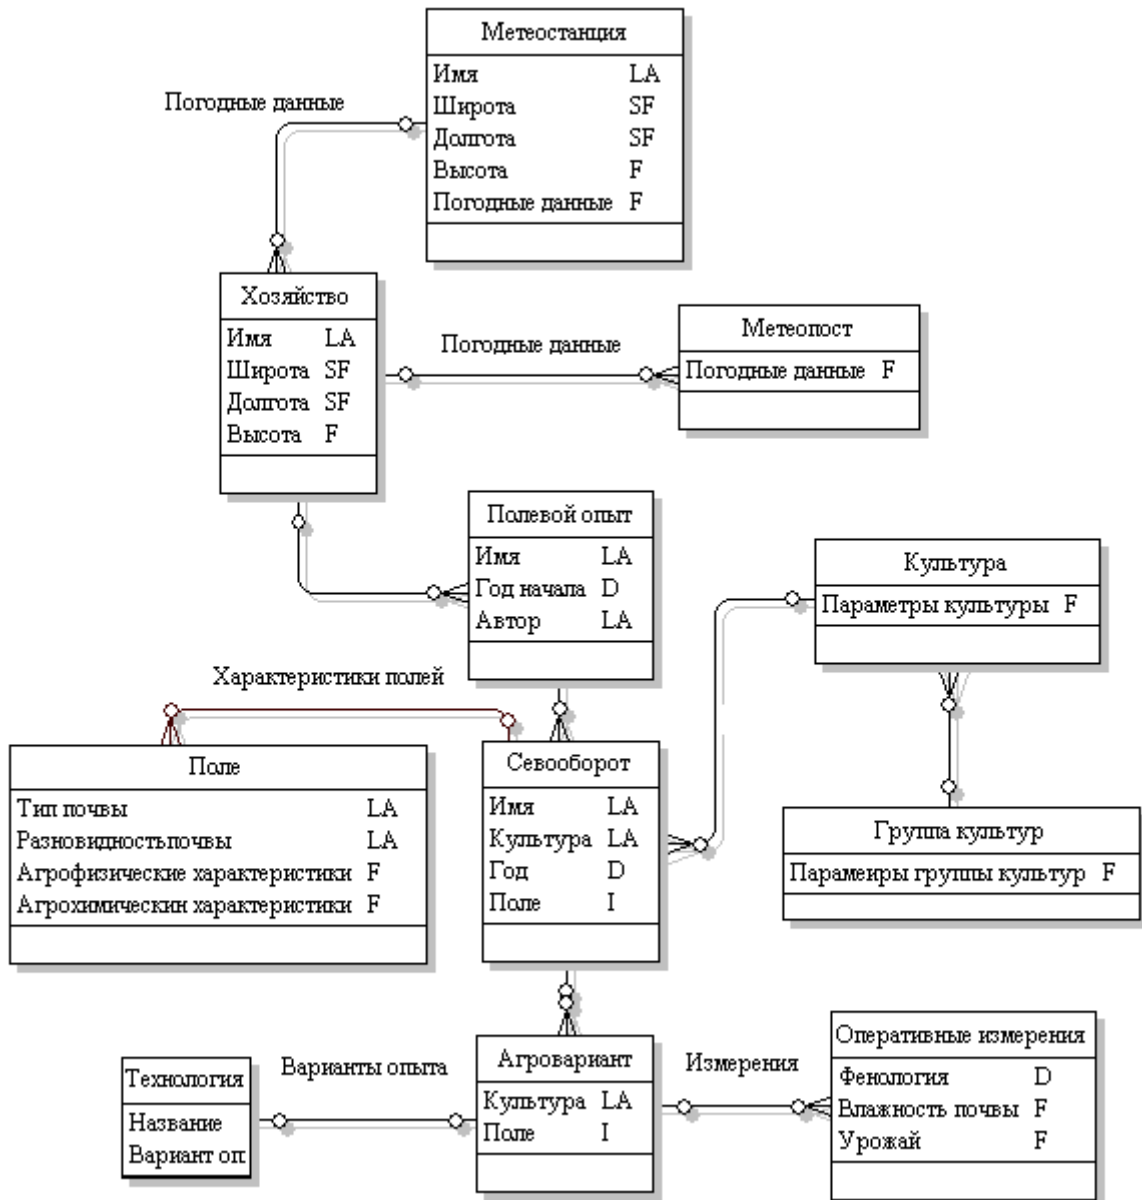 Метеостанция
Имя LA
Широта SF
Долгота SF
Высота F
Погодные данные F
Погодные данные
Хозяйство
Имя LA
Широта SF
Долгота SF
Высота F
Погодные данные
Метеопост
Погодные данные F
Полевой опыт
Имя LA
Год начала D
Автор LA
Культура
Параметры культуры F
Характеристики полей
Поле
Тип почвы LA
Разновидностьпочвы LA
Агрофизические характеристики F
Агрохимическин характеристики F
Севооборот
Имя LA
Культура LA
Год D
Поле I
Группа культур
Парамеиры группы культур F
Технология
Название
Вариант оп
Варианты опыта
Агровариант
Культура LA
Поле I
Измерения
Оперативные измерения
Фенология D
Влажность почвы F
Урожай F